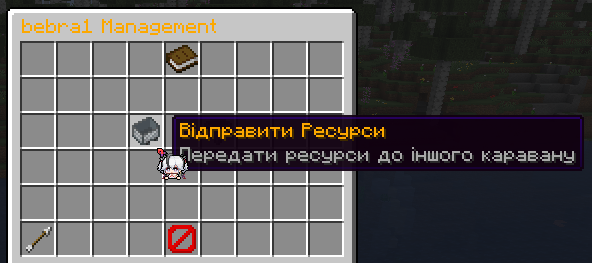 bebra1 Management
Відправити Ресурси
Передати ресурси до іншого каравану